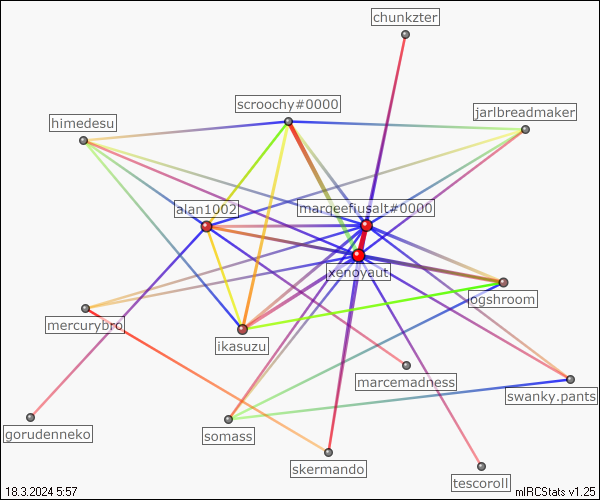 chunkzter
scroochy#0000
jarlbreadmaker
himedesu
alan1002
margeefiusalt#0000
xenoyaut
ogshroom
mercurybro
ikasuzu
marcemadness
swanky.pants
gorudenneko
somass
skermando
tescoroll
18.3.2024 5:57
mIRCStats v1.25